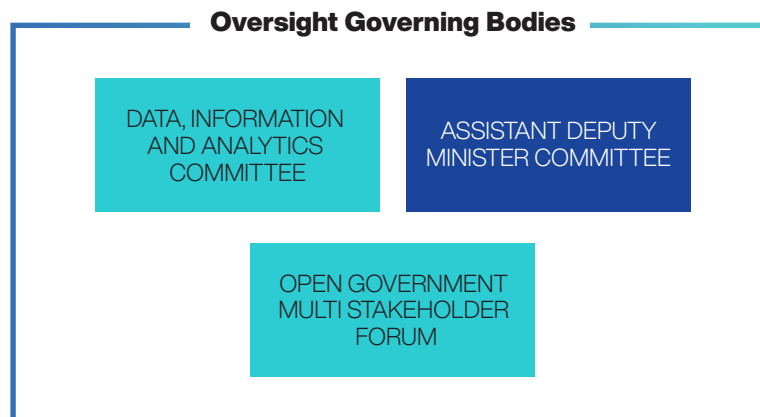 Oversight Governing Bodies
DATA, INFORMATION
AND ANALYTICS
COMMITTEE
ASSISTANT DEPUTY
MINISTER COMMITTEE
OPEN GOVERNMENT
MULTI STAKEHOLDER
FORUM